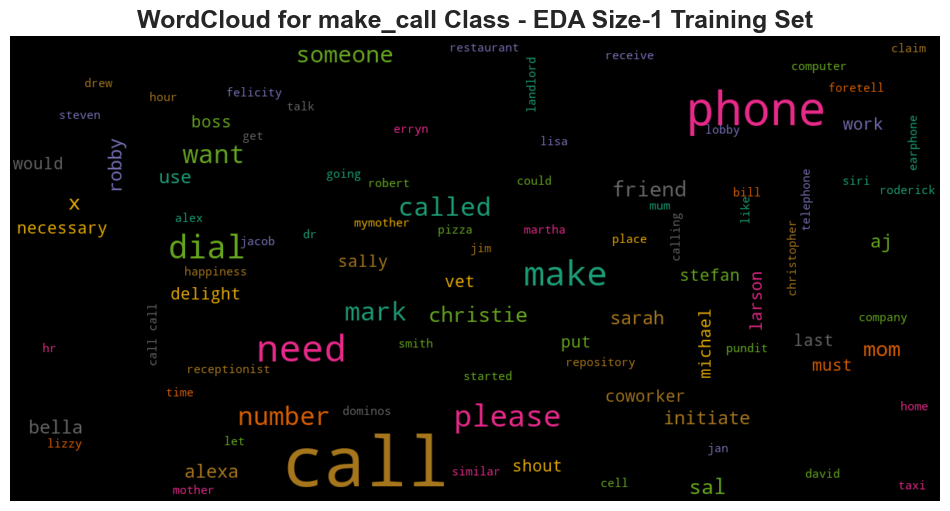 WordCloud for make_call Class - EDA Size-1 Training Set
someone
restaurant
receive
claim
computer
drew
hour
felicity
talk
landlord
foretell
steven
boss
get
erryn
phone
lobby
work
earphone
would
robby
want
lisa
use
going
robert
could
friend
bill
siri
roderick
x
called
mum
like
telephone
necessary
alex
mymother
pizza
martha
place
calling
aj
dial
jacob
dr
jim
christopher
happiness
sally
vet
make
stefan
delight
larson
mark
christie
sarah
michael
company
call call
need
smith
put
last
mom
hr
receptionist
repository
pundit
must
started
time
coworker
number
dominos
please
initiate
home
bella
lizzy
let
call
jan
alexa
similar
shout
david
mother
cell
sal
taxi